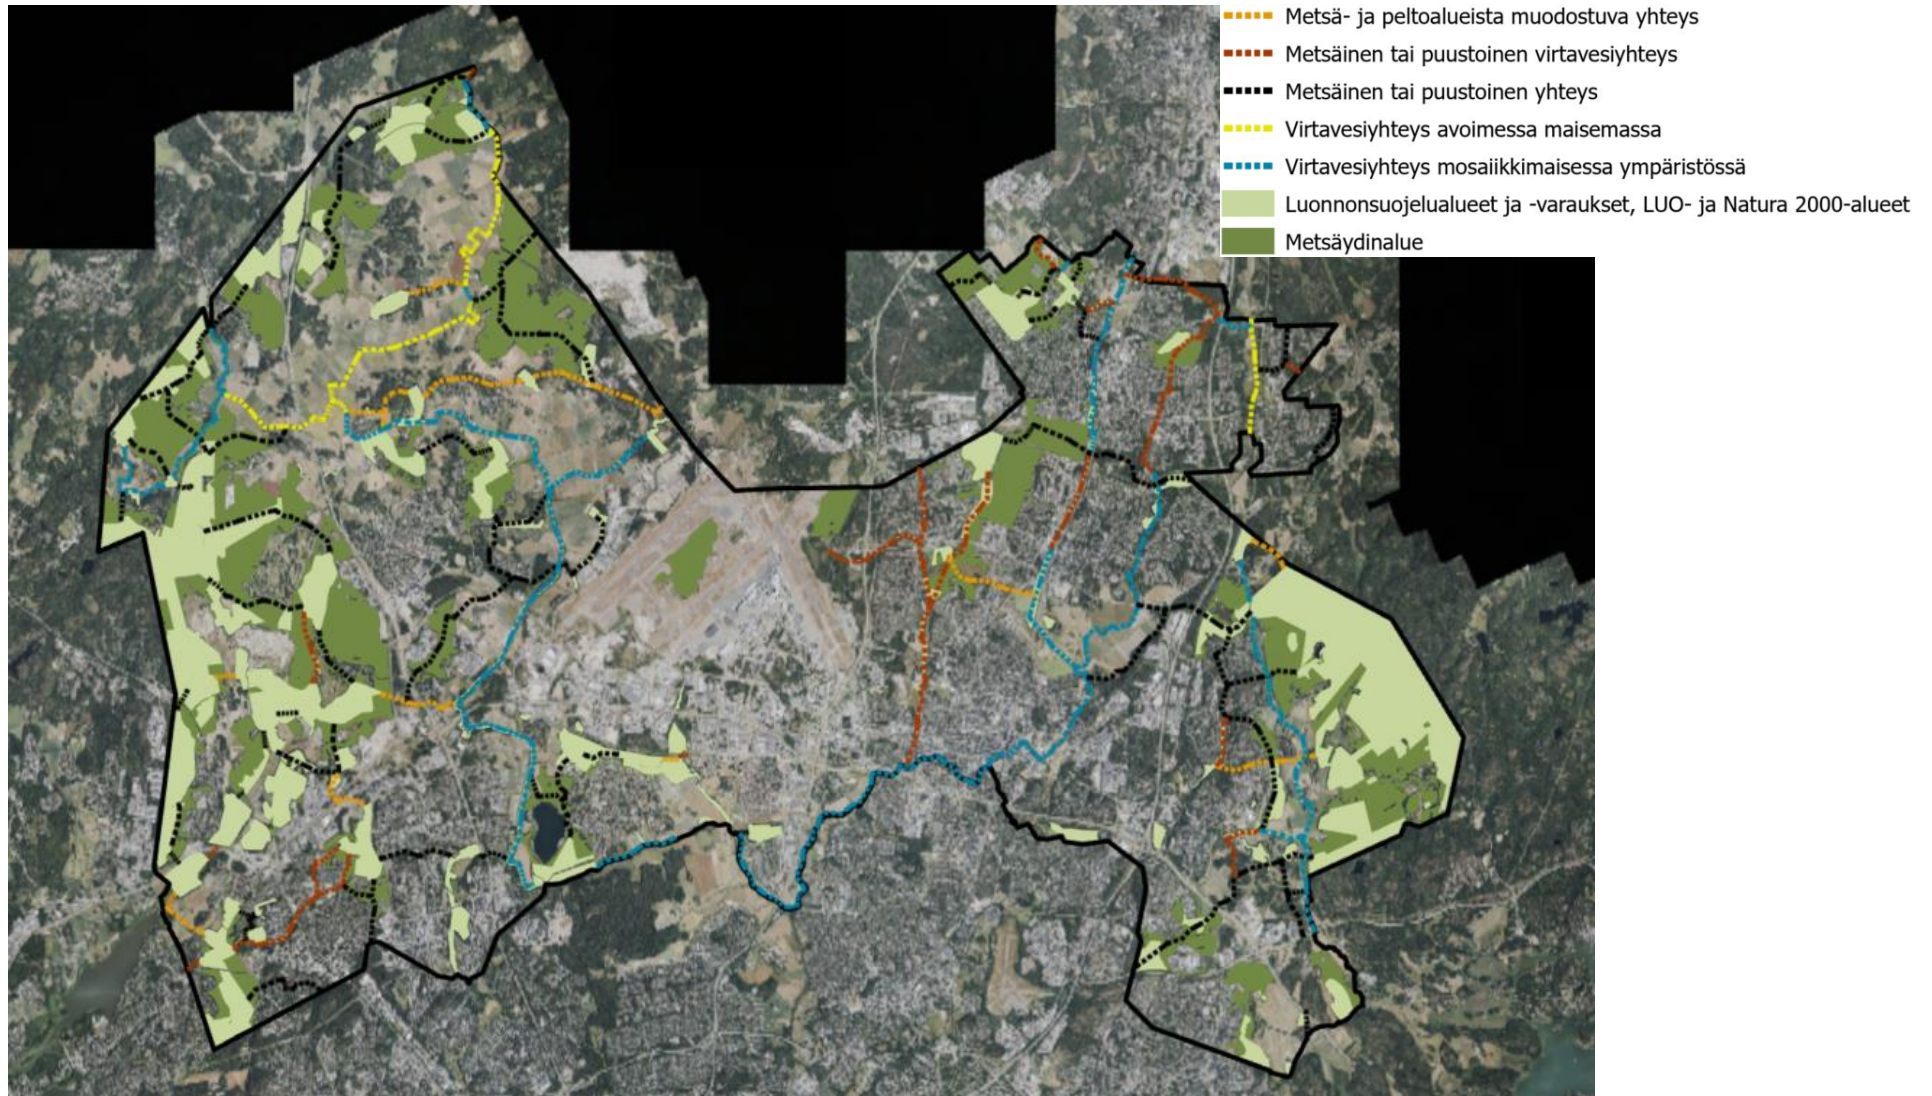 Metsä- ja peltoalueista muodostuva yhteys
Metsäinen tai puustoinen virtavesiyhteys
Metsäinen tai puustoinen yhteys
Virtavesiyhteys avoimessa maisemassa
Virtavesiyhteys mosaiikkimaisessa ympäristössä
Luonnonsuojelualueet ja -varaukset, LUO- ja Natura 2000-alueet
Metsäydinalue